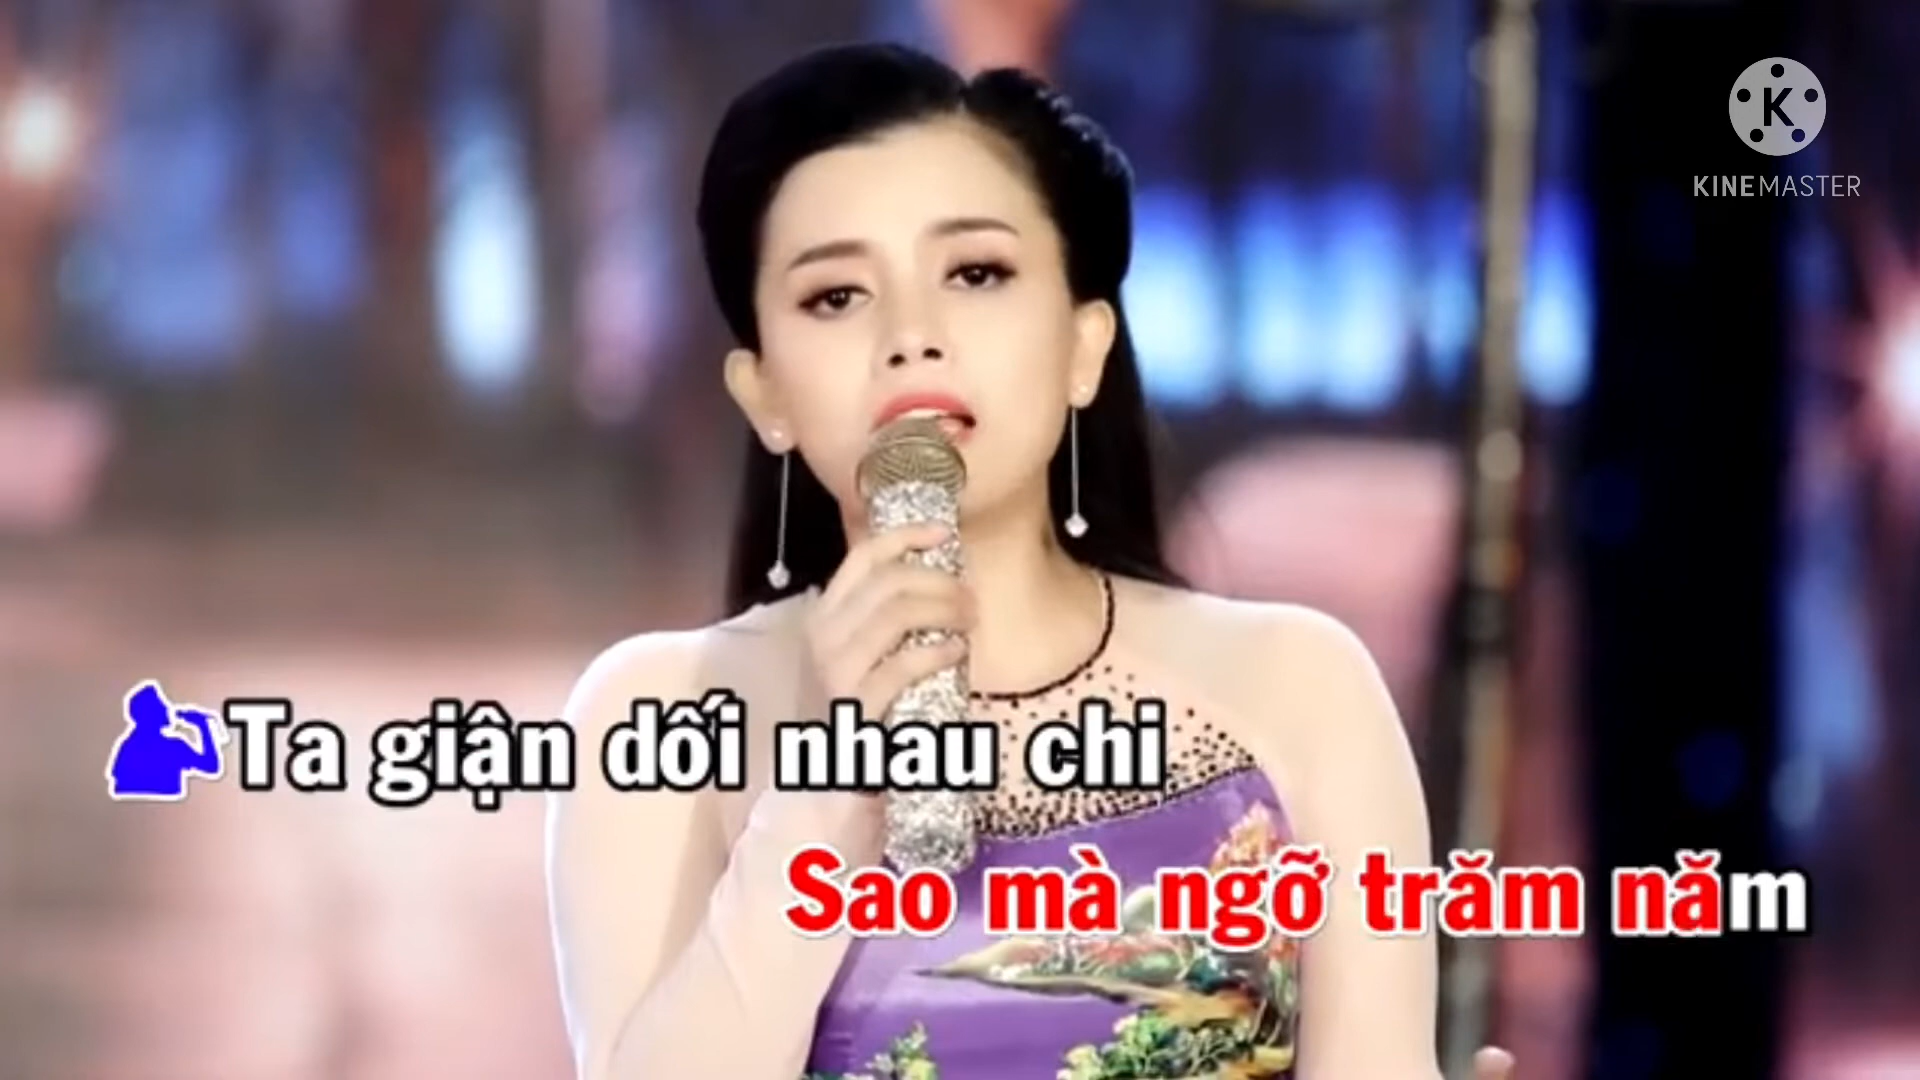 K
KINEMASTER
Ta giận dối nhau chi
Sao mà ngỡ trăm năm